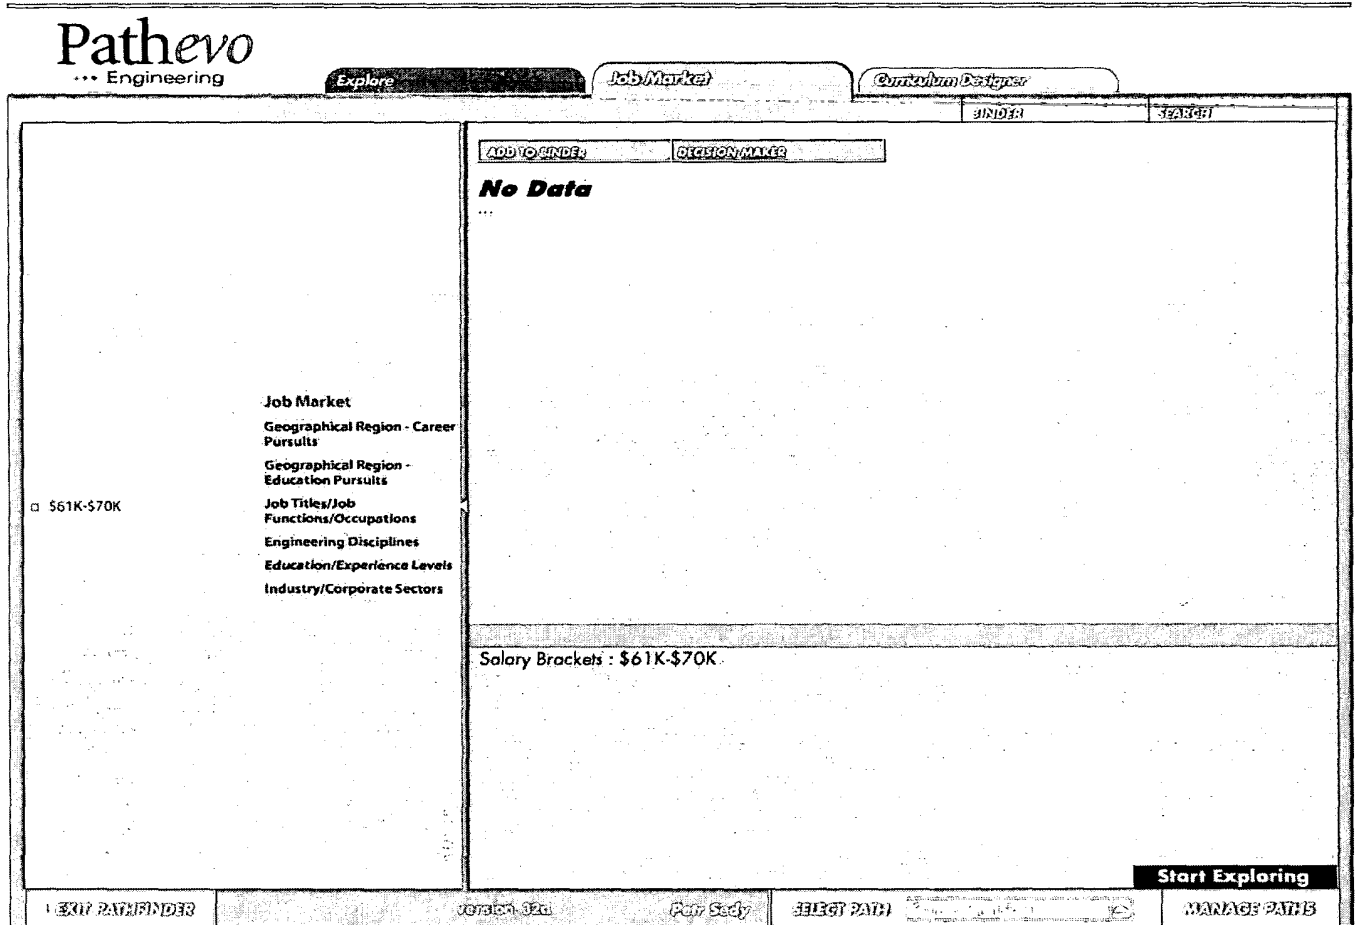 Pathevo
••• Engineering
Explore
Job Market
Curriculum Designer
BINDER
SEARCH
ADD TO BINDER
DECISION MAKER
No Data
...
Job Market
Geographical Region - Career
Pursuits
Geographical Region -
Education Pursuits
$61K-$70K
Job Titles/Job
Functions/Occupations
Engineering Disciplines
Education/Experience Levels
Industry/Corporate Sectors
Salary Brackets : $61K-$70K
Start Exploring
EXIT PATHFINDER
version 32a
SELECT PATH
MANAGE PATHS